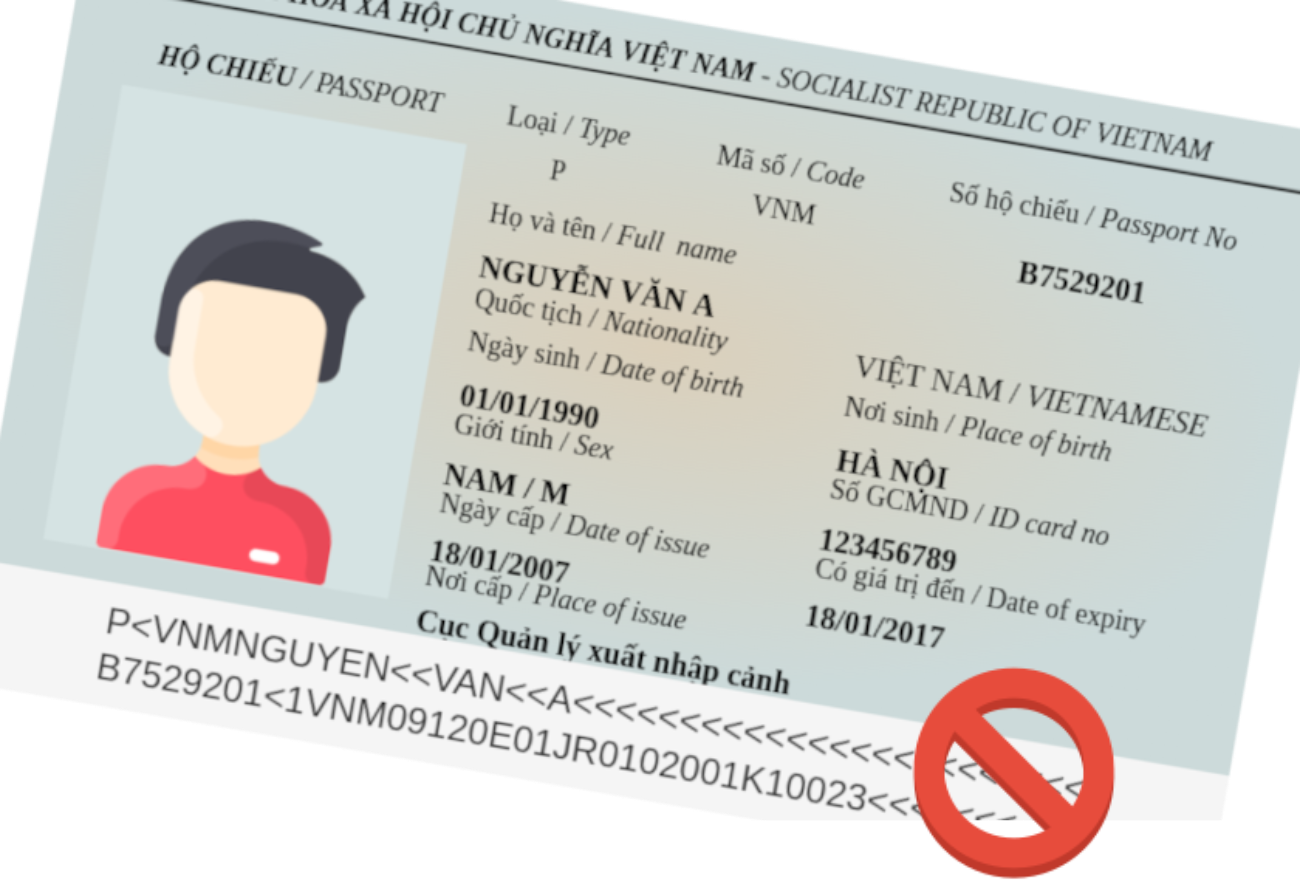 HÒA XÃ HỘI CHỦ NGHĨA VIỆT NAM - SOCIALIST REPUBLIC OF VIETNAM
HỘ CHIẾU / PASSPORT
Loại / Type
Mã số / Code
Số hộ chiếu / Passport No
P
VNM
B7529201
Họ và tên / Full name
NGUYỄN VĂN A
Quốc tịch / Nationality
VIỆT NAM / VIETNAMESE
Ngày sinh / Date of birth
Nơi sinh / Place of birth
01/01/1990
HÀ NỘI
Giới tính / Sex
Số GCMND / ID card no
NAM / M
123456789
Ngày cấp / Date of issue
Có giá trị đến / Date of expiry
18/01/2007
18/01/2017
Nơi cấp / Place of issue
Cục Quản lý xuất nhập cảnh
P<VNMNGUYEN<<VAN<<A<<<<<<<<<<<<<<<<<<<<<<<<
B7529201<1VNM09120E01JR0102001K10023<<<<<<<